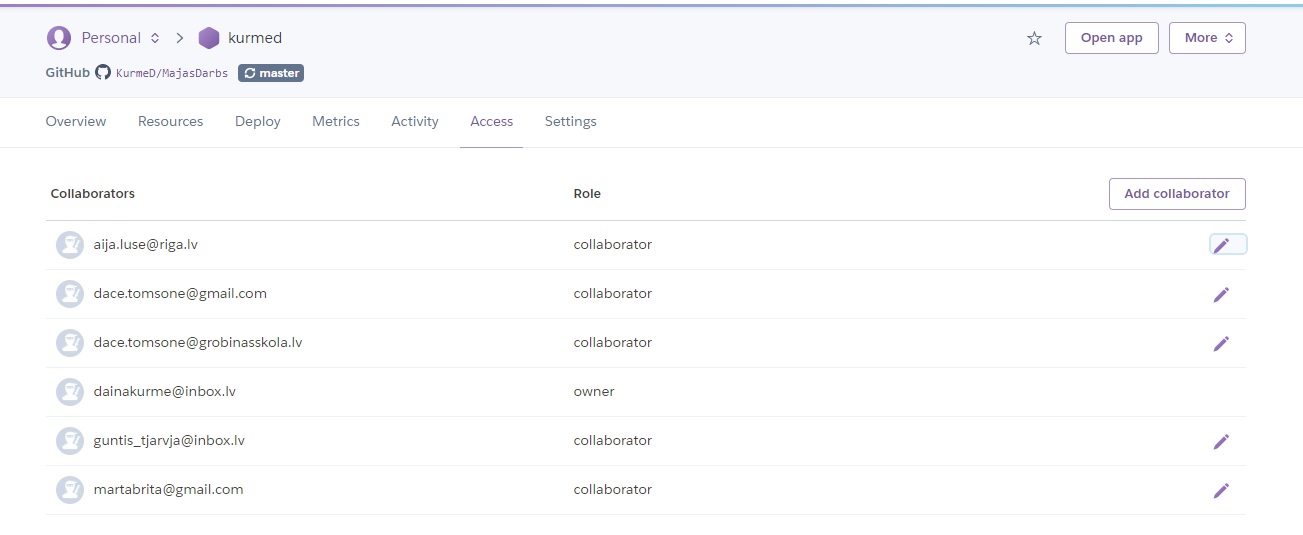 Personal kurmed Open app More
GitHub KurmeD/MajasDarbs master
Overview Resources Deploy Metrics Activity Access Settings
Collaborators Role Add collaborator
aija.luse@riga.lv collaborator
dace.tomsone@gmail.com collaborator
dace.tomsone@grobinasskola.lv collaborator
dainakurme@inbox.lv owner
guntis_tjarvja@inbox.lv collaborator
martabrita@gmail.com collaborator